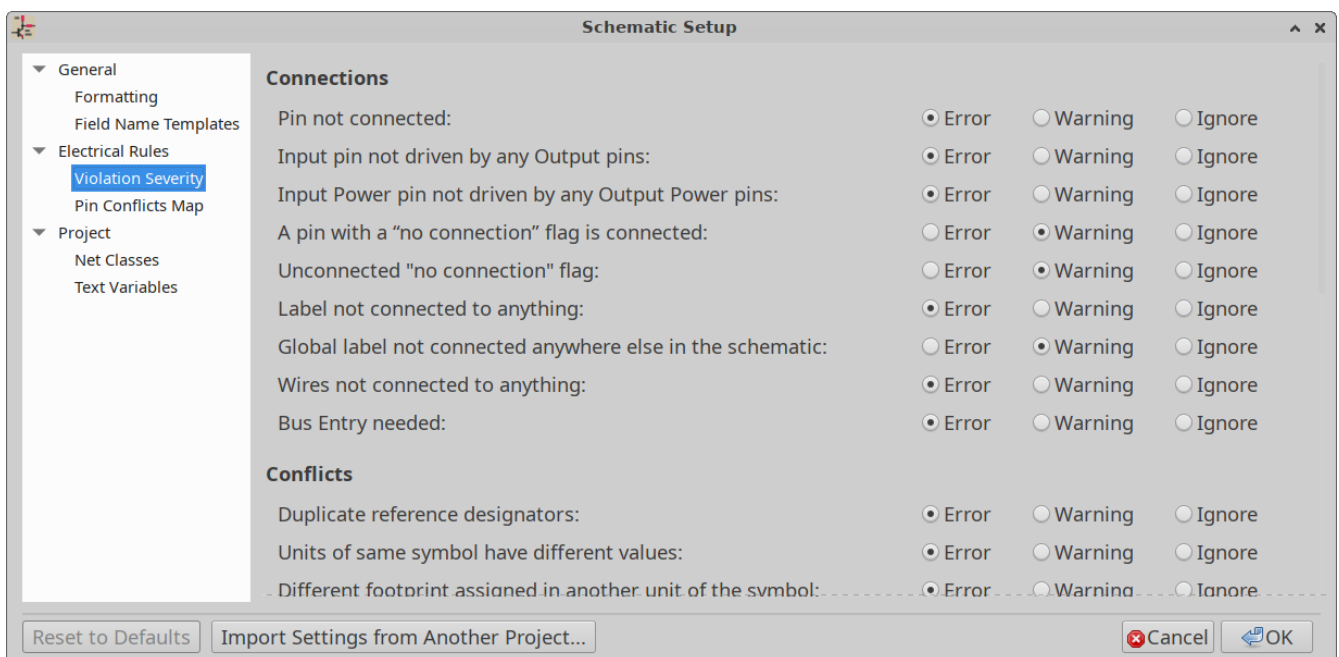 Schematic Setup
General
Formatting
Field Name Templates
Electrical Rules
Violation Severity
Pin Conflicts Map
Project
Net Classes
Text Variables
Connections
Pin not connected: Error Warning Ignore
Input pin not driven by any Output pins: Error Warning Ignore
Input Power pin not driven by any Output Power pins: Error Warning Ignore
A pin with a “no connection” flag is connected: Error Warning Ignore
Unconnected "no connection" flag: Error Warning Ignore
Label not connected to anything: Error Warning Ignore
Global label not connected anywhere else in the schematic: Error Warning Ignore
Wires not connected to anything: Error Warning Ignore
Bus Entry needed: Error Warning Ignore
Conflicts
Duplicate reference designators: Error Warning Ignore
Units of same symbol have different values: Error Warning Ignore
Different footprint assigned in another unit of the symbol: Error Warning Ignore
Reset to Defaults Import Settings from Another Project... Cancel OK